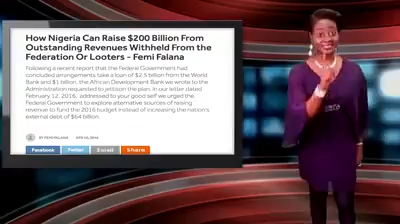 How Nigeria Can Raise $200 Billion From
Outstanding Revenues Withheld From the
Federation Or Looters - Femi Falana
Following a recent report that the Federal Government had
concluded arrangements take a loan of $2.5 billion from the World
Bank and $1 billion, the African Development Bank we wrote to the
Administration requested to jettison the plan. In our letter dated
February 12, 2016, addressed to your good self we urged the
Federal Government to explore alternative sources of raising
revenue to fund the 2016 budget instead of increasing the nation's
external debt of $64 billion.
BY FEMI FALANA
Facebook Twitter Email Share